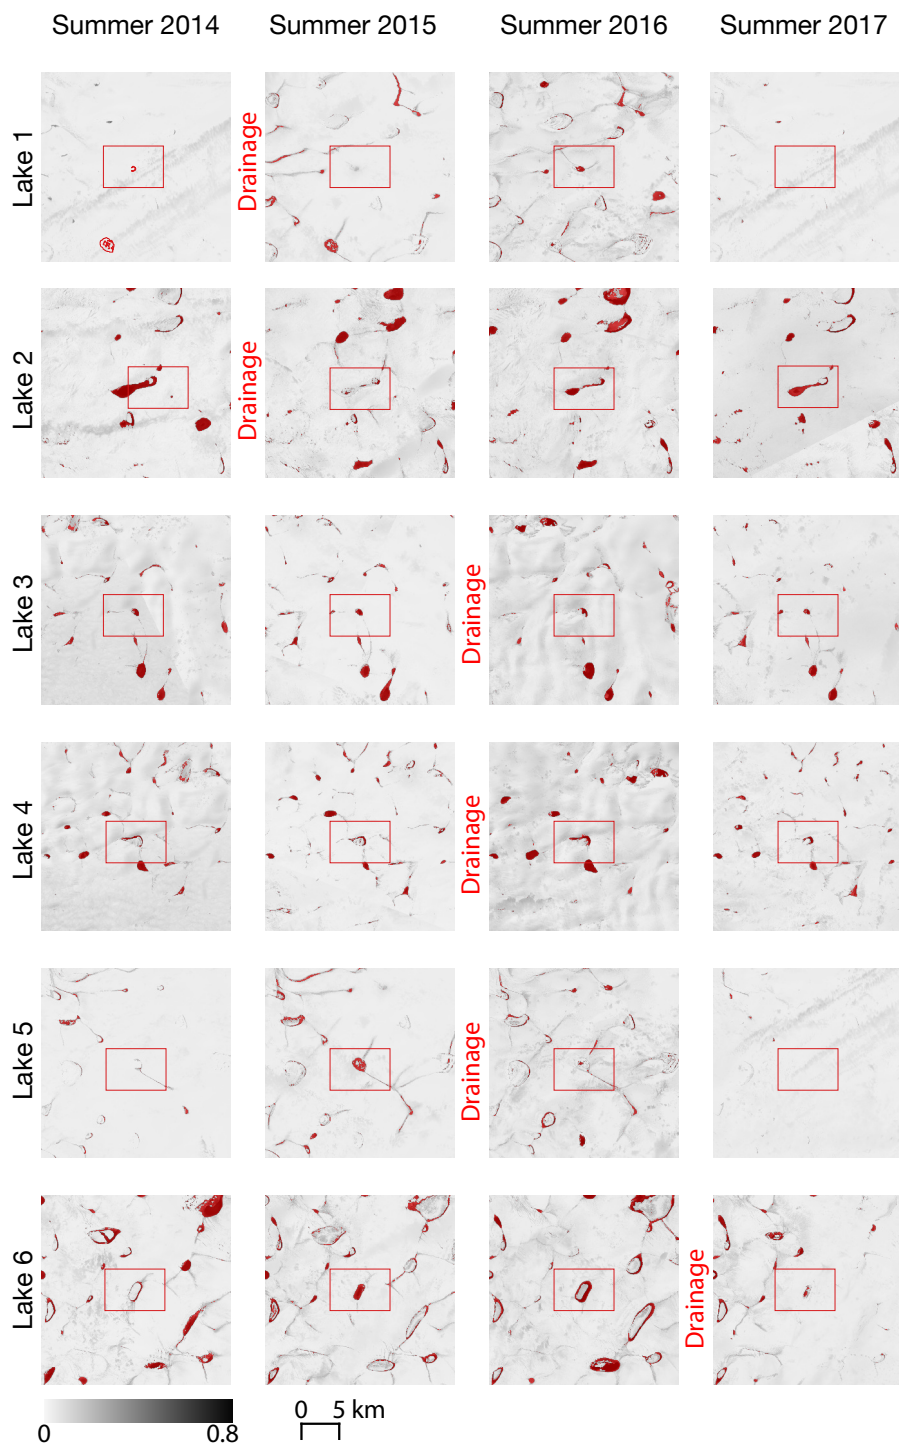 Summer 2014 Summer 2015 Summer 2016 Summer 2017
Lake 1
Drainage
Lake 2
Drainage
Lake 3
Drainage
Lake 4
Drainage
Lake 5
Drainage
Lake 6
Drainage
0 0.8
0 5 km